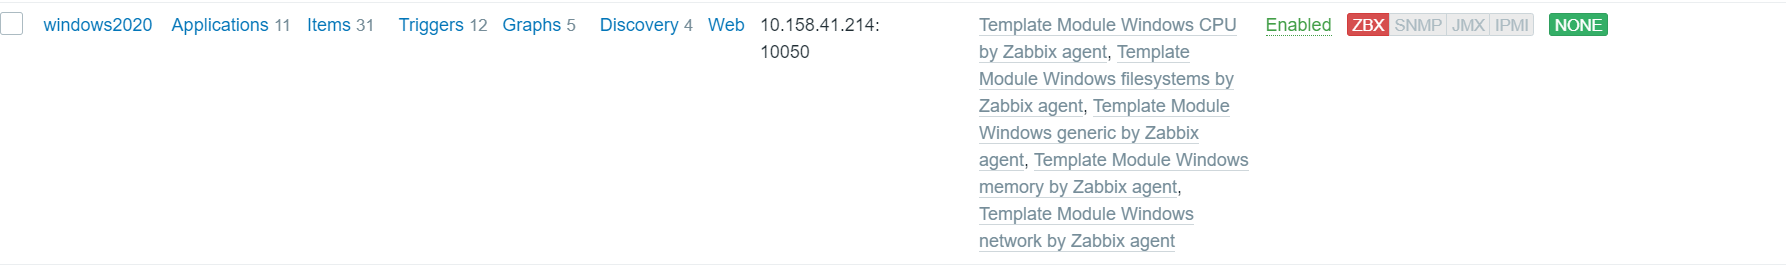 windows2020 Applications 11 Items 31 Triggers 12 Graphs 5 Discovery 4 Web 10.158.41.214: Template Module Windows CPU Enabled ZBX SNMP JMX IPMI NONE
10050 by Zabbix agent, Template
Module Windows filesystems by
Zabbix agent, Template Module
Windows generic by Zabbix
agent, Template Module Windows
memory by Zabbix agent,
Template Module Windows
network by Zabbix agent